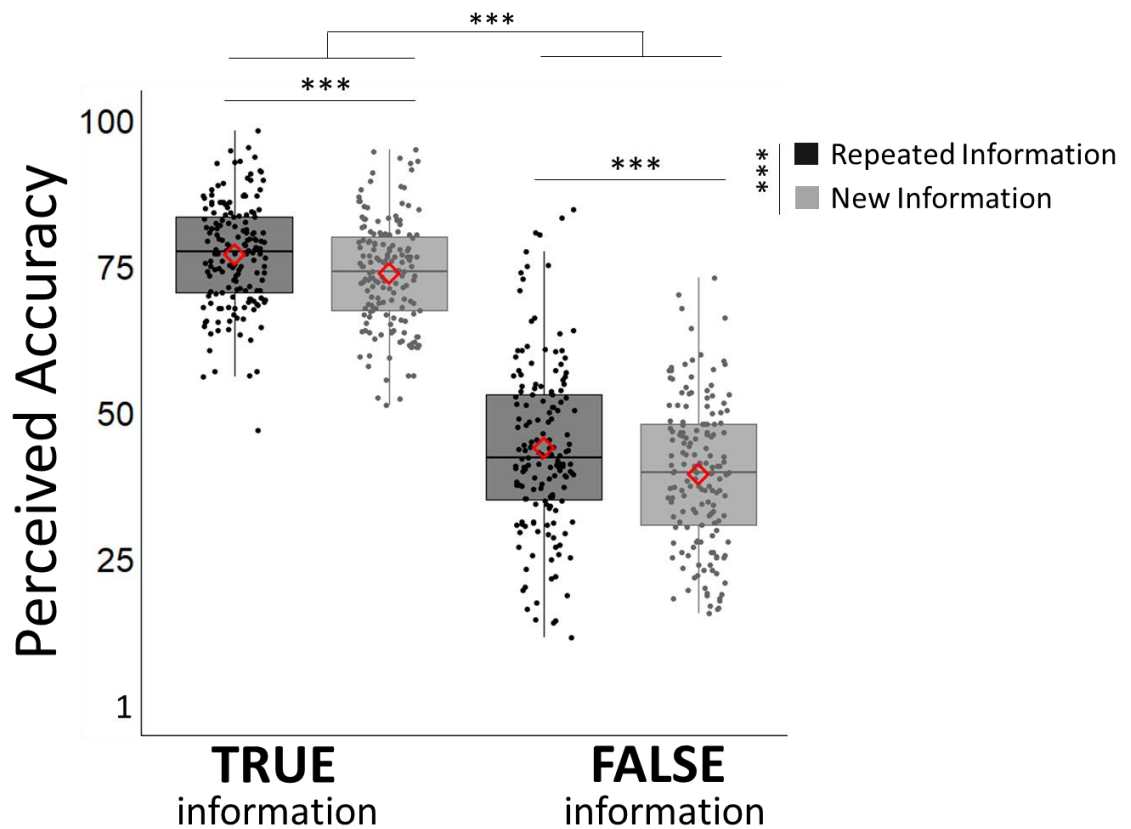 ***
***
***
***
Repeated Information
New Information
Perceived Accuracy
100
75
50
25
1
TRUE
information
FALSE
information